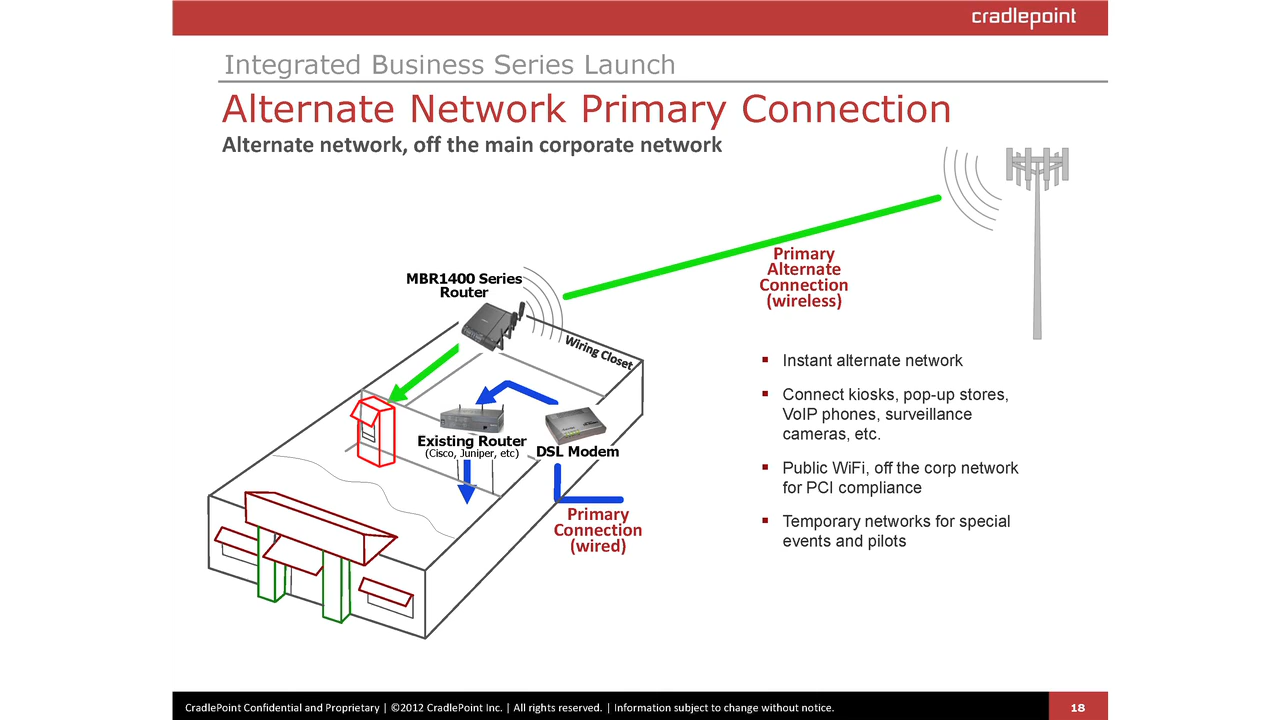 cradlepoint
Integrated Business Series Launch
Alternate Network Primary Connection
Alternate network, off the main corporate network
Primary
Alternate
Connection
(wireless)
MBR1400 Series
Router
Wiring Closet
Existing Router
(Cisco, Juniper, etc)
DSL Modem
Primary
Connection
(wired)
▪ Instant alternate network
▪ Connect kiosks, pop-up stores,
VoIP phones, surveillance
cameras, etc.
▪ Public WiFi, off the corp network
for PCI compliance
▪ Temporary networks for special
events and pilots
CradlePoint Confidential and Proprietary | ©2012 CradlePoint Inc. | All rights reserved. | Information subject to change without notice.
18